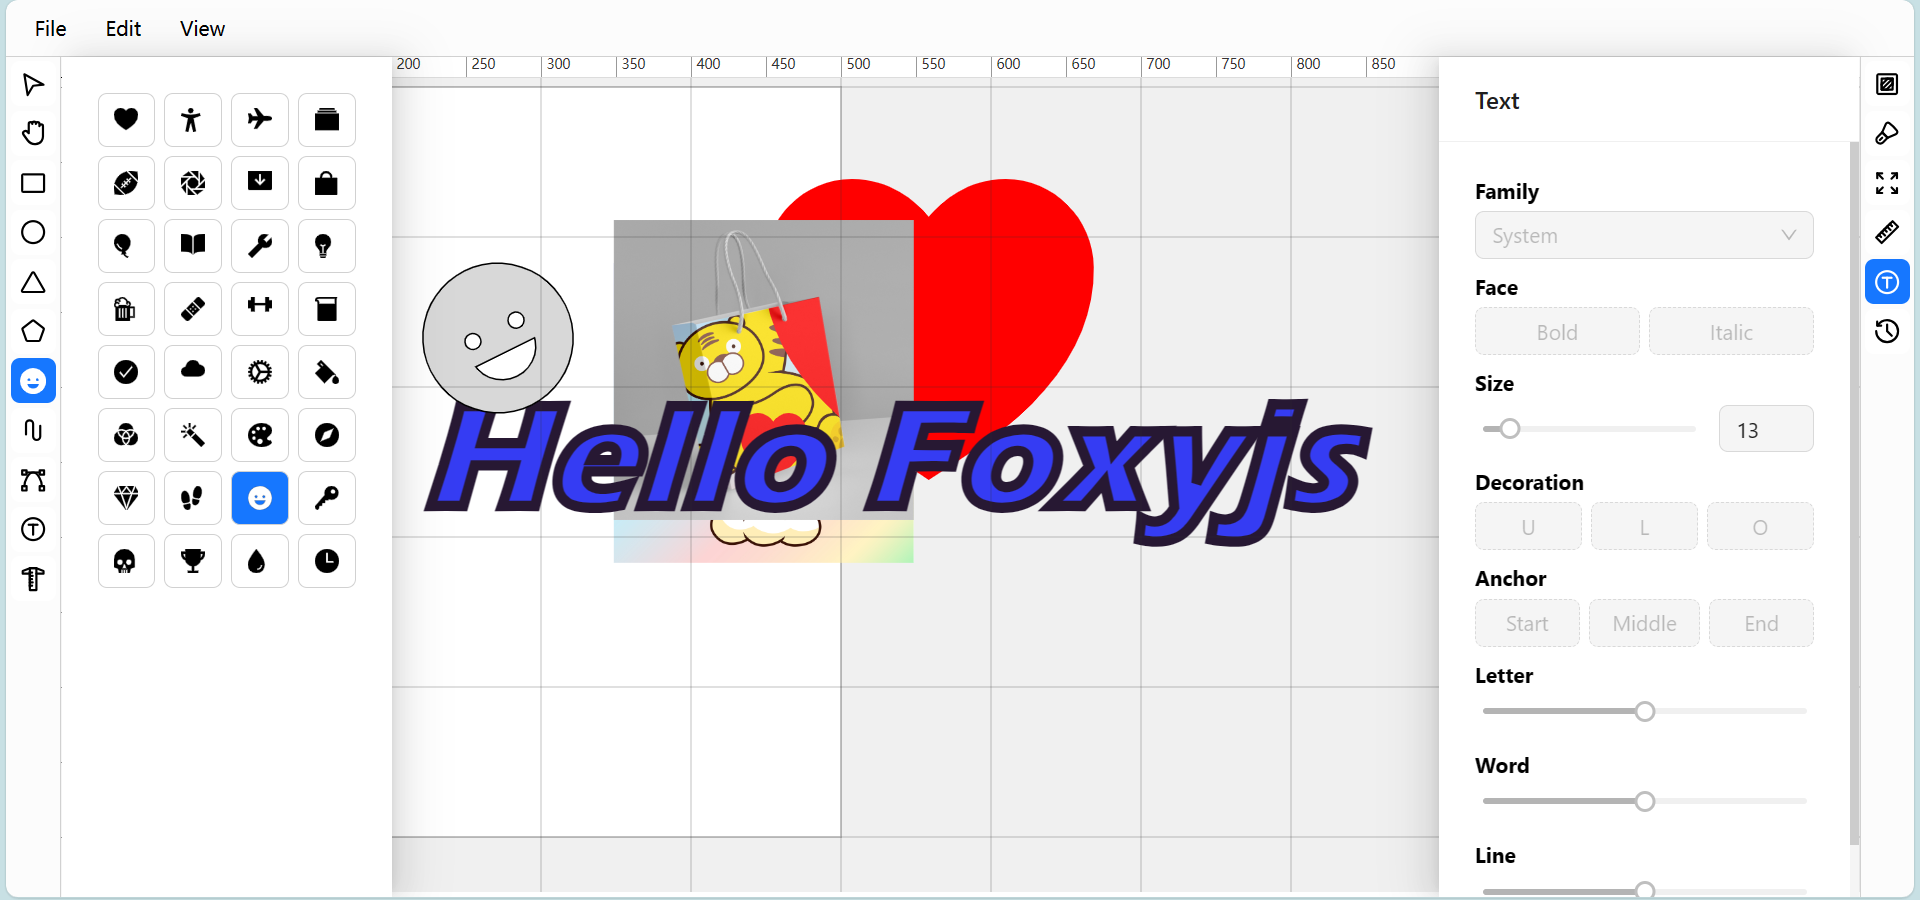 File Edit View
200 250 300 350 400 450 500 550 600 650 700 750 800 850
Text
Family
System
Face
Bold Italic
Size
13
Decoration
U L O
Anchor
Start Middle End
Letter
Word
Line
Hello Foxyjs